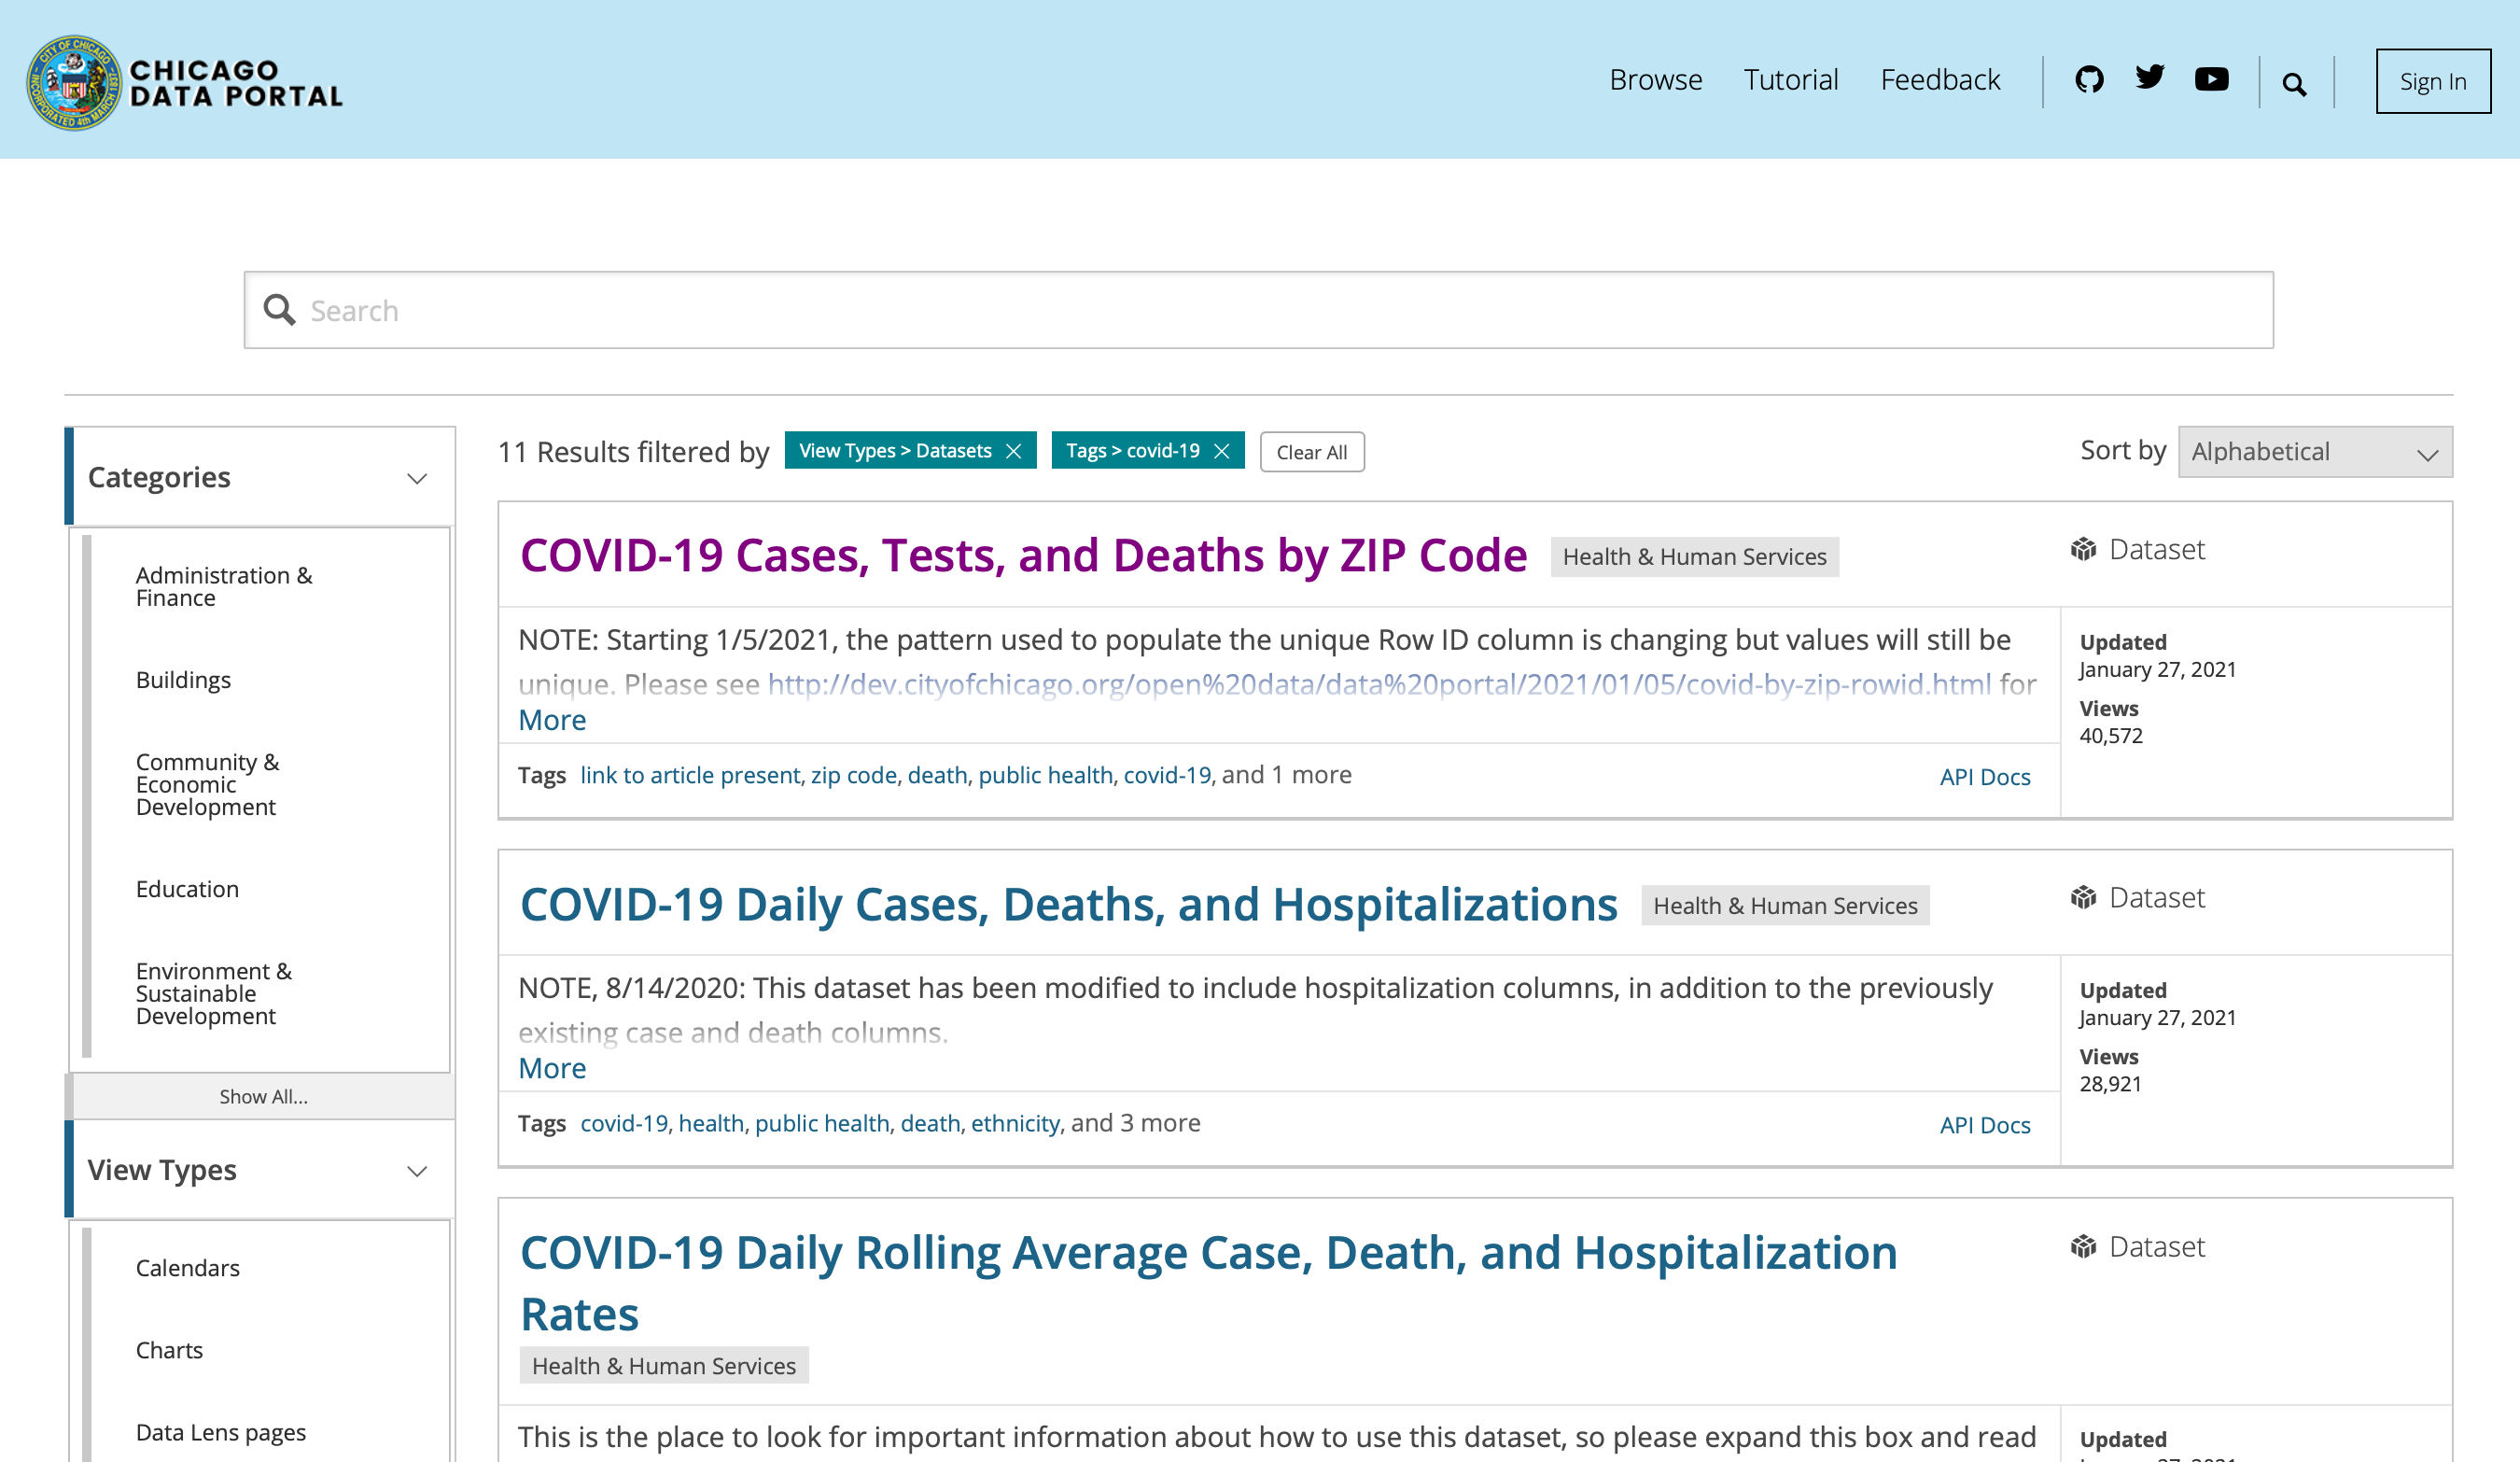 CITY OF CHICAGO
INCORPORATED 4th MARCH 1837
CHICAGO
DATA PORTAL
Browse Tutorial Feedback Sign In
Search
Categories
Administration &
Finance
Buildings
Community &
Economic
Development
Education
Environment &
Sustainable
Development
Show All...
View Types
Calendars
Charts
Data Lens pages
11 Results filtered by View Types > Datasets Tags > covid-19 Clear All
Sort by Alphabetical
COVID-19 Cases, Tests, and Deaths by ZIP Code Health & Human Services
Dataset
NOTE: Starting 1/5/2021, the pattern used to populate the unique Row ID column is changing but values will still be
unique. Please see http://dev.cityofchicago.org/open%20data/data%20portal/2021/01/05/covid-by-zip-rowid.html for
More
Tags link to article present, zip code, death, public health, covid-19, and 1 more
API Docs
Updated
January 27, 2021
Views
40,572
COVID-19 Daily Cases, Deaths, and Hospitalizations Health & Human Services
Dataset
NOTE, 8/14/2020: This dataset has been modified to include hospitalization columns, in addition to the previously
existing case and death columns.
More
Tags covid-19, health, public health, death, ethnicity, and 3 more
API Docs
Updated
January 27, 2021
Views
28,921
COVID-19 Daily Rolling Average Case, Death, and Hospitalization
Rates
Health & Human Services
Dataset
This is the place to look for important information about how to use this dataset, so please expand this box and read
Updated